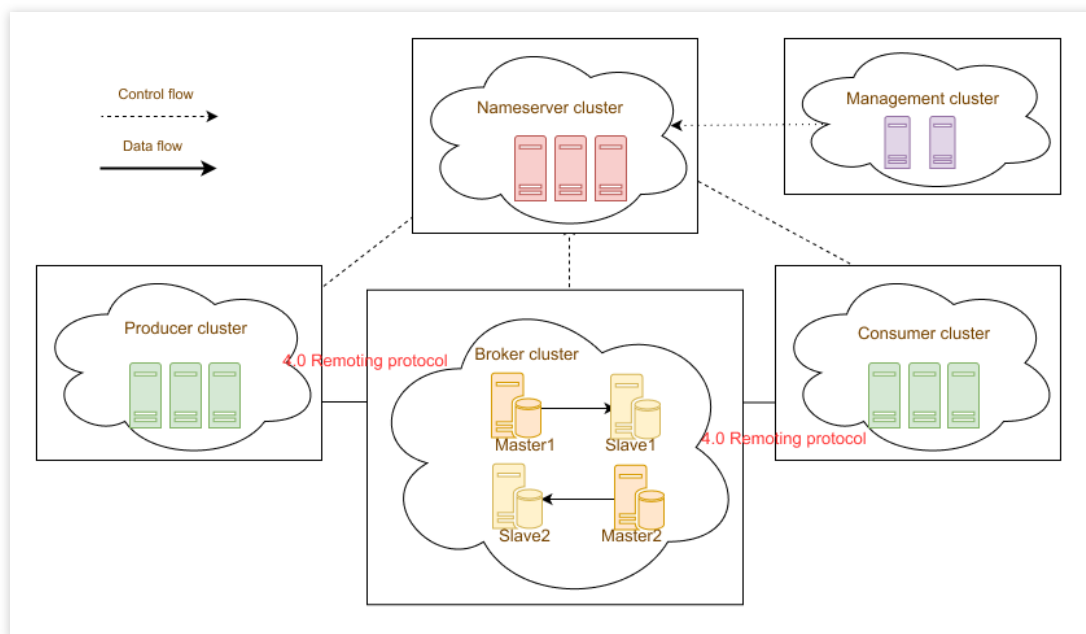 Control flow
Data flow
Nameserver cluster
Management cluster
Producer cluster
4.0 Remoting protocol
Broker cluster
Master1
Slave1
Slave2
Master2
Consumer cluster
4.0 Remoting protocol